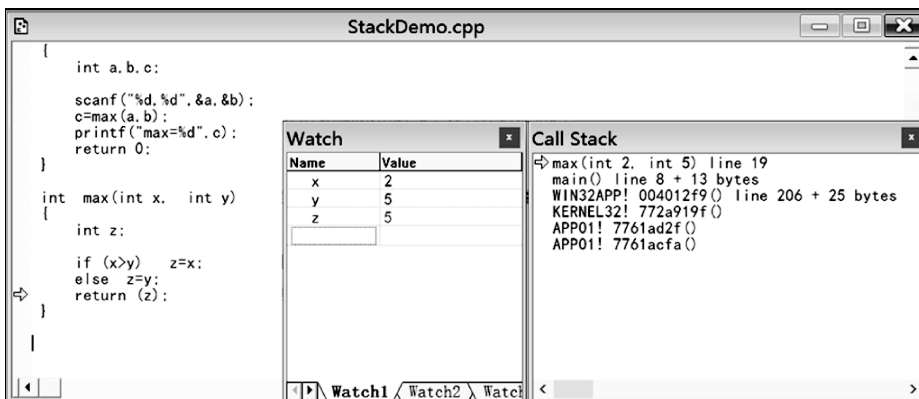 StackDemo.cpp
{
int a,b,c;
scanf("%d,%d",&a,&b);
c=max(a,b);
printf("max=%d",c);
return 0;
}
int max(int x, int y)
{
int z;
if (x>y) z=x;
else z=y;
return (z);
}
Watch
Name Value
x 2
y 5
z 5
Watch1 Watch2 Watch
Call Stack
max(int 2, int 5) line 19
main() line 8 + 13 bytes
WIN32APP! 004012f9() line 206 + 25 bytes
KERNEL32! 772a919f()
APP01! 7761ad2f()
APP01! 7761acfa()